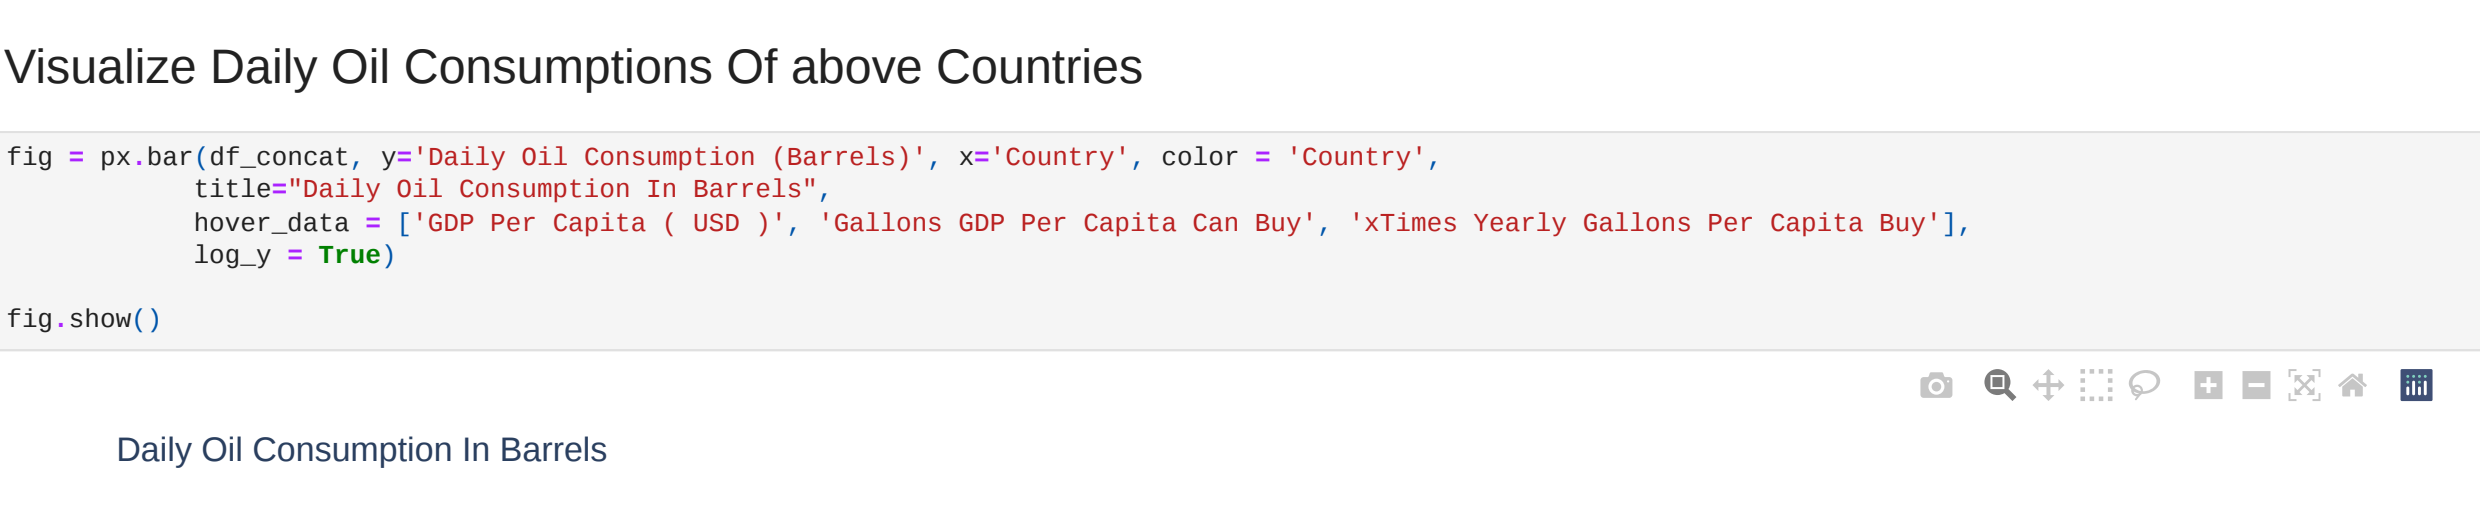 Visualize Daily Oil Consumptions Of above Countries
fig = px.bar(df_concat, y='Daily Oil Consumption (Barrels)', x='Country', color = 'Country',
            title="Daily Oil Consumption In Barrels",
            hover_data = ['GDP Per Capita ( USD )', 'Gallons GDP Per Capita Can Buy', 'xTimes Yearly Gallons Per Capita Buy'],
            log_y = True)
fig.show()
Daily Oil Consumption In Barrels